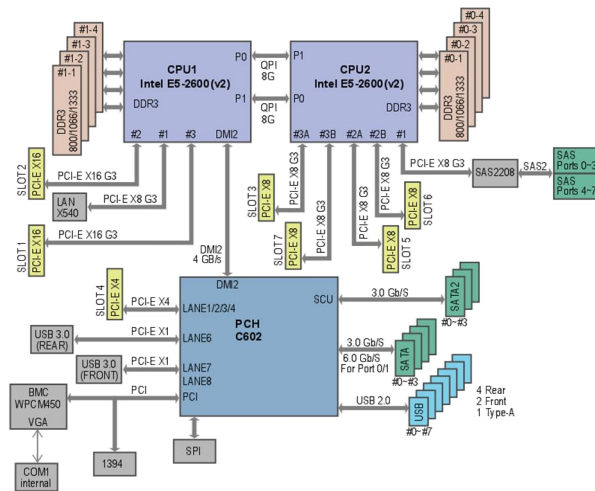 #1-4
#1-3
#1-2
#1-1
DDR3
800/1066/1333
CPU1
Intel E5-2600(v2)
DDR3
P0
P1
#2 #1 #3 DMI2
QPI
8G
QPI
8G
CPU2
Intel E5-2600(v2)
P1
P0
DDR3
#3A #3B #2A #2B #1
#0-4
#0-3
#0-2
#0-1
DDR3
800/1066/1333
SLOT2
PCI-E X16
PCI-E X16 G3
LAN
X540
PCI-E X8 G3
SLOT1
PCI-E X16
PCI-E X16 G3
DMI2
4 GB/s
SLOT 3
PCI-E X8
PCI-E X8 G3
SLOT 7
PCI-E X8
PCI-E X8 G3
PCI-E X8 G3
PCI-E X8
SLOT 5
PCI-E X8 G3
PCI-E X8
SLOT 6
PCI-E X8 G3
SAS2208
SAS2
SAS
Ports 0~3
SAS
Ports 4~7
DMI2
PCH
C602
LANE1/2/3/4
LANE6
LANE7
LANE8
PCI
SCU
SLOT 4
PCI-E X4
PCI-E X4
USB 3.0
(REAR)
PCI-E X1
USB 3.0
(FRONT)
PCI-E X1
BMC
WPCM450
VGA
PCI
COM1
internal
1394
SPI
3.0 Gb/S
SATA2
#0~#3
3.0 Gb/S
6.0 Gb/S
For Port 0/1
SATA
#0~#3
USB 2.0
USB
#0~#7
4 Rear
2 Front
1 Type-A